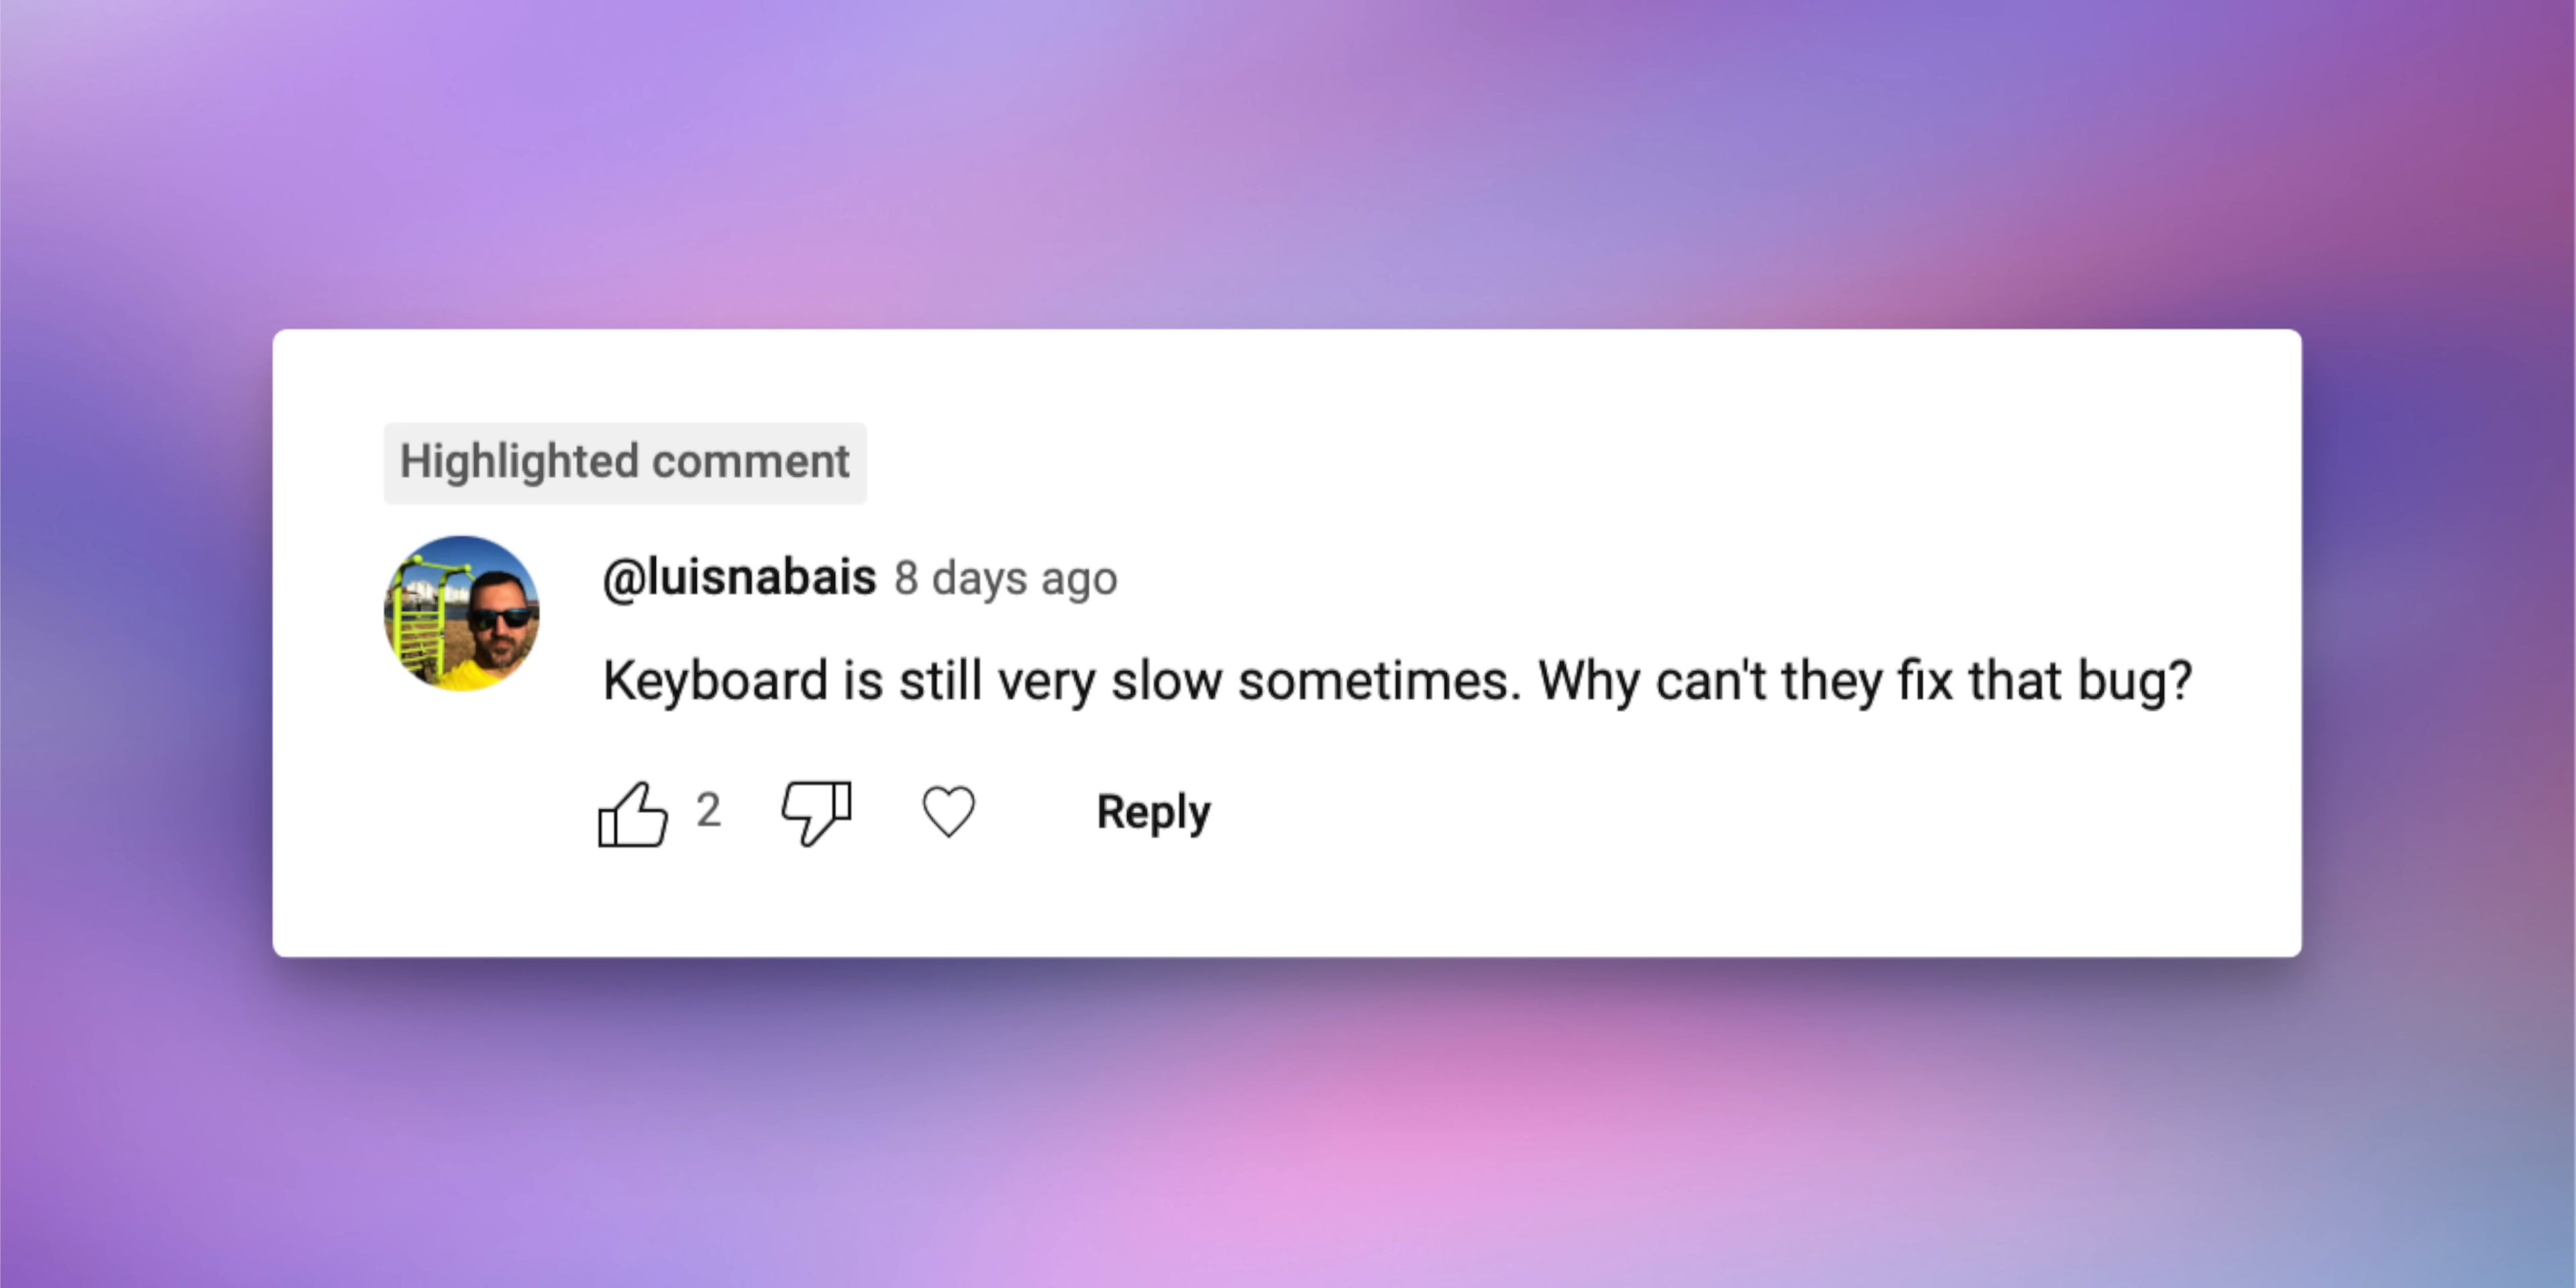 Highlighted comment
@luisnabais 8 days ago
Keyboard is still very slow sometimes. Why can't they fix that bug?
2 Reply